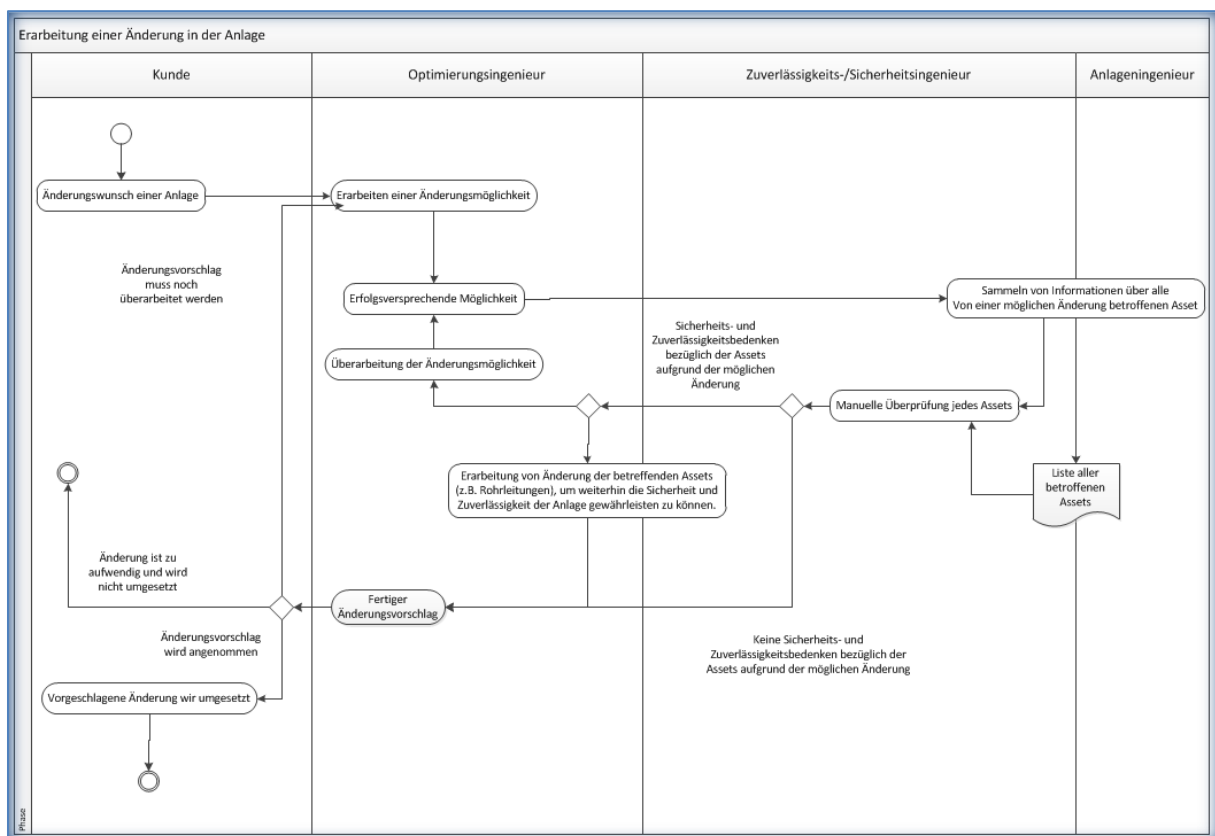 Erarbeitung einer Änderung in der Anlage
Kunde
Optimierungsingenieur
Zuverlässigkeits-/Sicherheitsingenieur
Anlageningenieur
Änderungswunsch einer Anlage
Erarbeiten einer Änderungsmöglichkeit
Änderungsvorschlag
muss noch
überarbeitet werden
Erfolgsversprechende Möglichkeit
Sammeln von Informationen über alle
Von einer möglichen Änderung betroffenen Asset
Sicherheits- und
Zuverlässigkeitsbedenken
bezüglich der Assets
aufgrund der möglichen
Änderung
Überarbeitung der Änderungsmöglichkeit
Manuelle Überprüfung jedes Assets
Erarbeitung von Änderung der betreffenden Assets
(z.B. Rohrleitungen), um weiterhin die Sicherheit und
Zuverlässigkeit der Anlage gewährleisten zu können.
Liste aller
betroffenen
Assets
Änderung ist zu
aufwendig und wird
nicht umgesetzt
Fertiger
Änderungsvorschlag
Änderungsvorschlag
wird angenommen
Keine Sicherheits- und
Zuverlässigkeitsbedenken bezüglich der
Assets aufgrund der möglichen Änderung
Vorgeschlagene Änderung wir umgesetzt
Phase